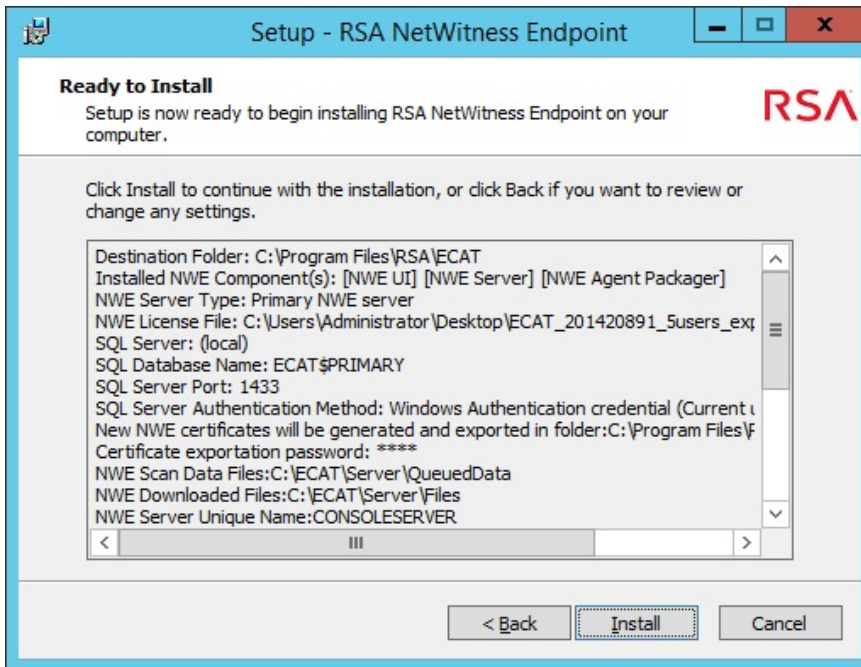 Setup - RSA NetWitness Endpoint
Ready to Install
Setup is now ready to begin installing RSA NetWitness Endpoint on your
computer.
RSA
Click Install to continue with the installation, or click Back if you want to review or
change any settings.
Destination Folder: C:\Program Files\RSA\ECAT
Installed NWE Component(s): [NWE UI] [NWE Server] [NWE Agent Packager]
NWE Server Type: Primary NWE server
NWE License File: C:\Users\Administrator\Desktop\ECAT_201420891_5users_exp
SQL Server: (local)
SQL Database Name: ECAT$PRIMARY
SQL Server Port: 1433
SQL Server Authentication Method: Windows Authentication credential (Current
New NWE certificates will be generated and exported in folder:C:\Program Files\
Certificate exportation password: ****
NWE Scan Data Files:C:\ECAT\Server\QueuedData
NWE Downloaded Files:C:\ECAT\Server\Files
NWE Server Unique Name:CONSOLESERVER
< Back
Install
Cancel